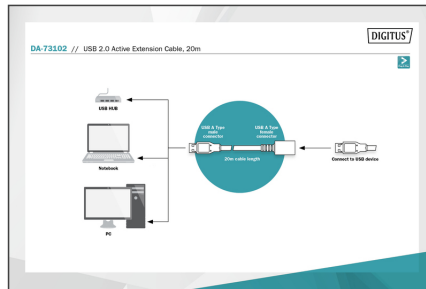 DIGITUS®
DA-73102 // USB 2.0 Active Extension Cable, 20m
USB HUB
USB A Type
male
connector
USB A Type
female
connector
20m cable length
Notebook
Connect to USB device
PC